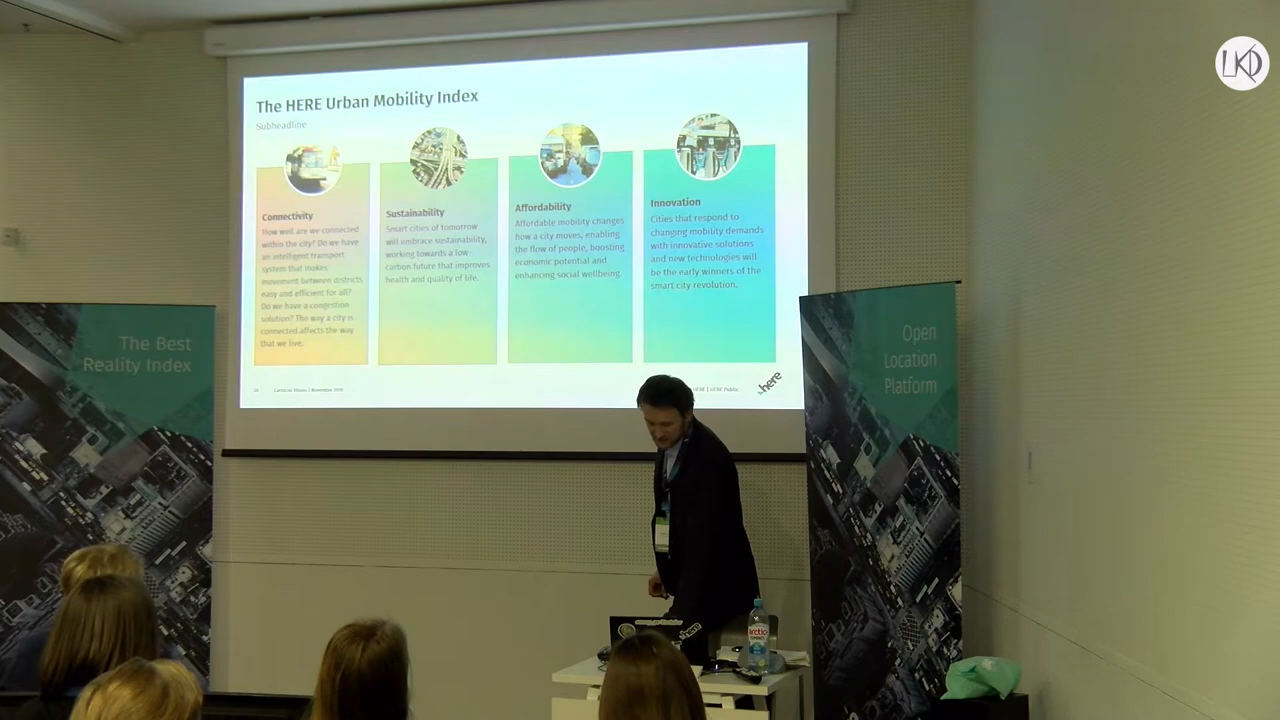 LKD
The HERE Urban Mobility Index
Subheadline
Connectivity
How well are we connected
within the city? Do we have
an intelligent transport
system that makes
movement between districts
easy and efficient for all?
Do we have a congestion
solution? The way a city is
connected affects the way
that we live.
Sustainability
Smart cities of tomorrow
will embrace sustainability,
working towards a low-
carbon future that improves
health and quality of life.
Affordability
Affordable mobility changes
how a city moves, enabling
the flow of people, boosting
economic potential and
enhancing social wellbeing.
Innovation
Cities that respond to
changing mobility demands
with innovative solutions
and new technologies will
be the early winners of the
smart city revolution.
HERE | HERE Public
here
The Best
Reality Index
Open
Location
Platform
here
arctic